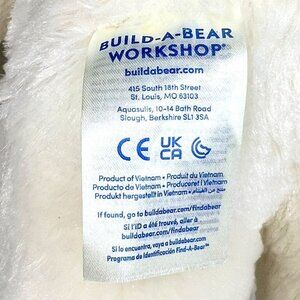 BUILD-A-BEAR
WORKSHOP®
buildabear.com
415 South 18th Street
St. Louis, MO 63103
Aquasulis, 10-14 Bath Road
Slough, Berkshire SL1 3SA
CE UK
CA
Product of Vietnam • Produit du Vietnam
Producto de Vietnam • Produceret i Vietnam
Produkt hergestellt in Vietnam •
If found, go to buildabear.com/findabear
Si l'ID a été trouvé, aller a
buildabear.com/findabear
Si lo encuentra, vaya a buildabear.com
Programa de Identificación Find-A-Bear™